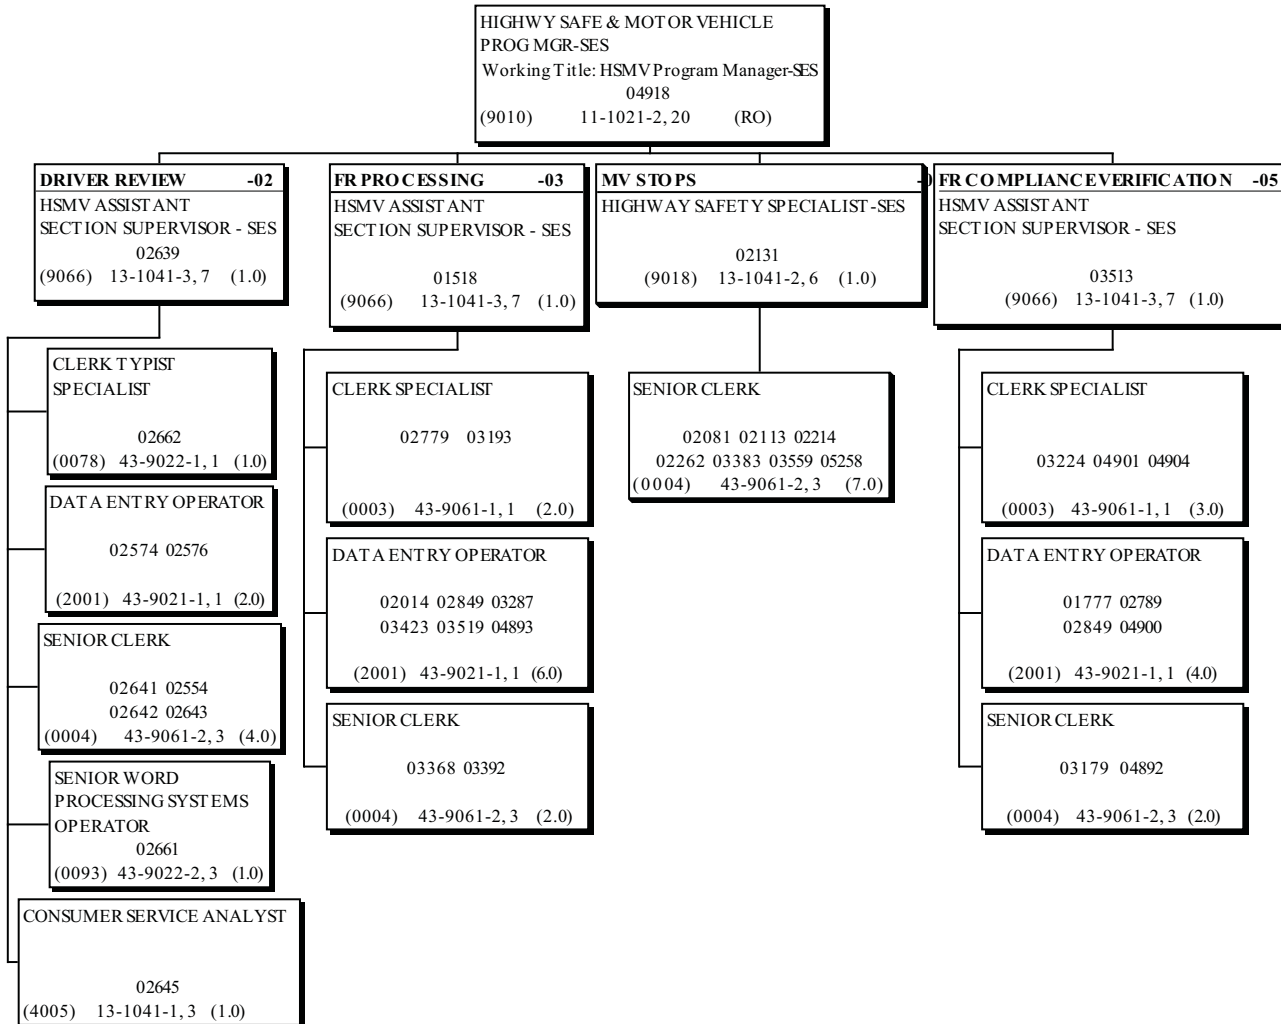 HIGHWY SAFE & MOTOR VEHICLE
PROG MGR-SES
Working Title: HSMV Program Manager-SES
04918
(9010) 11-1021-2, 20 (RO)
DRIVER REVIEW -02
HSMV ASSISTANT
SECTION SUPERVISOR - SES
02639
(9066) 13-1041-3, 7 (1.0)
CLERK TYPIST
SPECIALIST
02662
(0078) 43-9022-1, 1 (1.0)
DATA ENTRY OPERATOR
02574 02576
(2001) 43-9021-1, 1 (2.0)
SENIOR CLERK
02641 02554
02642 02643
(0004) 43-9061-2, 3 (4.0)
SENIOR WORD
PROCESSING SYSTEMS
OPERATOR
02661
(0093) 43-9022-2, 3 (1.0)
CONSUMER SERVICE ANALYST
02645
(4005) 13-1041-1, 3 (1.0)
FR PROCESSING -03
HSMV ASSISTANT
SECTION SUPERVISOR - SES
01518
(9066) 13-1041-3, 7 (1.0)
CLERK SPECIALIST
02779 03193
(0003) 43-9061-1, 1 (2.0)
DATA ENTRY OPERATOR
02014 02849 03287
03423 03519 04893
(2001) 43-9021-1, 1 (6.0)
SENIOR CLERK
03368 03392
(0004) 43-9061-2, 3 (2.0)
MV STOPS
HIGHWAY SAFETY SPECIALIST -SES
02131
(9018) 13-1041-2, 6 (1.0)
SENIOR CLERK
02081 02113 02214
02262 03383 03559 05258
(0004) 43-9061-2, 3 (7.0)
FR COMPLIANCE VERIFICATION -05
HSMV ASSISTANT
SECTION SUPERVISOR - SES
03513
(9066) 13-1041-3, 7 (1.0)
CLERK SPECIALIST
03224 04901 04904
(0003) 43-9061-1, 1 (3.0)
DATA ENTRY OPERATOR
01777 02789
02849 04900
(2001) 43-9021-1, 1 (4.0)
SENIOR CLERK
03179 04892
(0004) 43-9061-2, 3 (2.0)